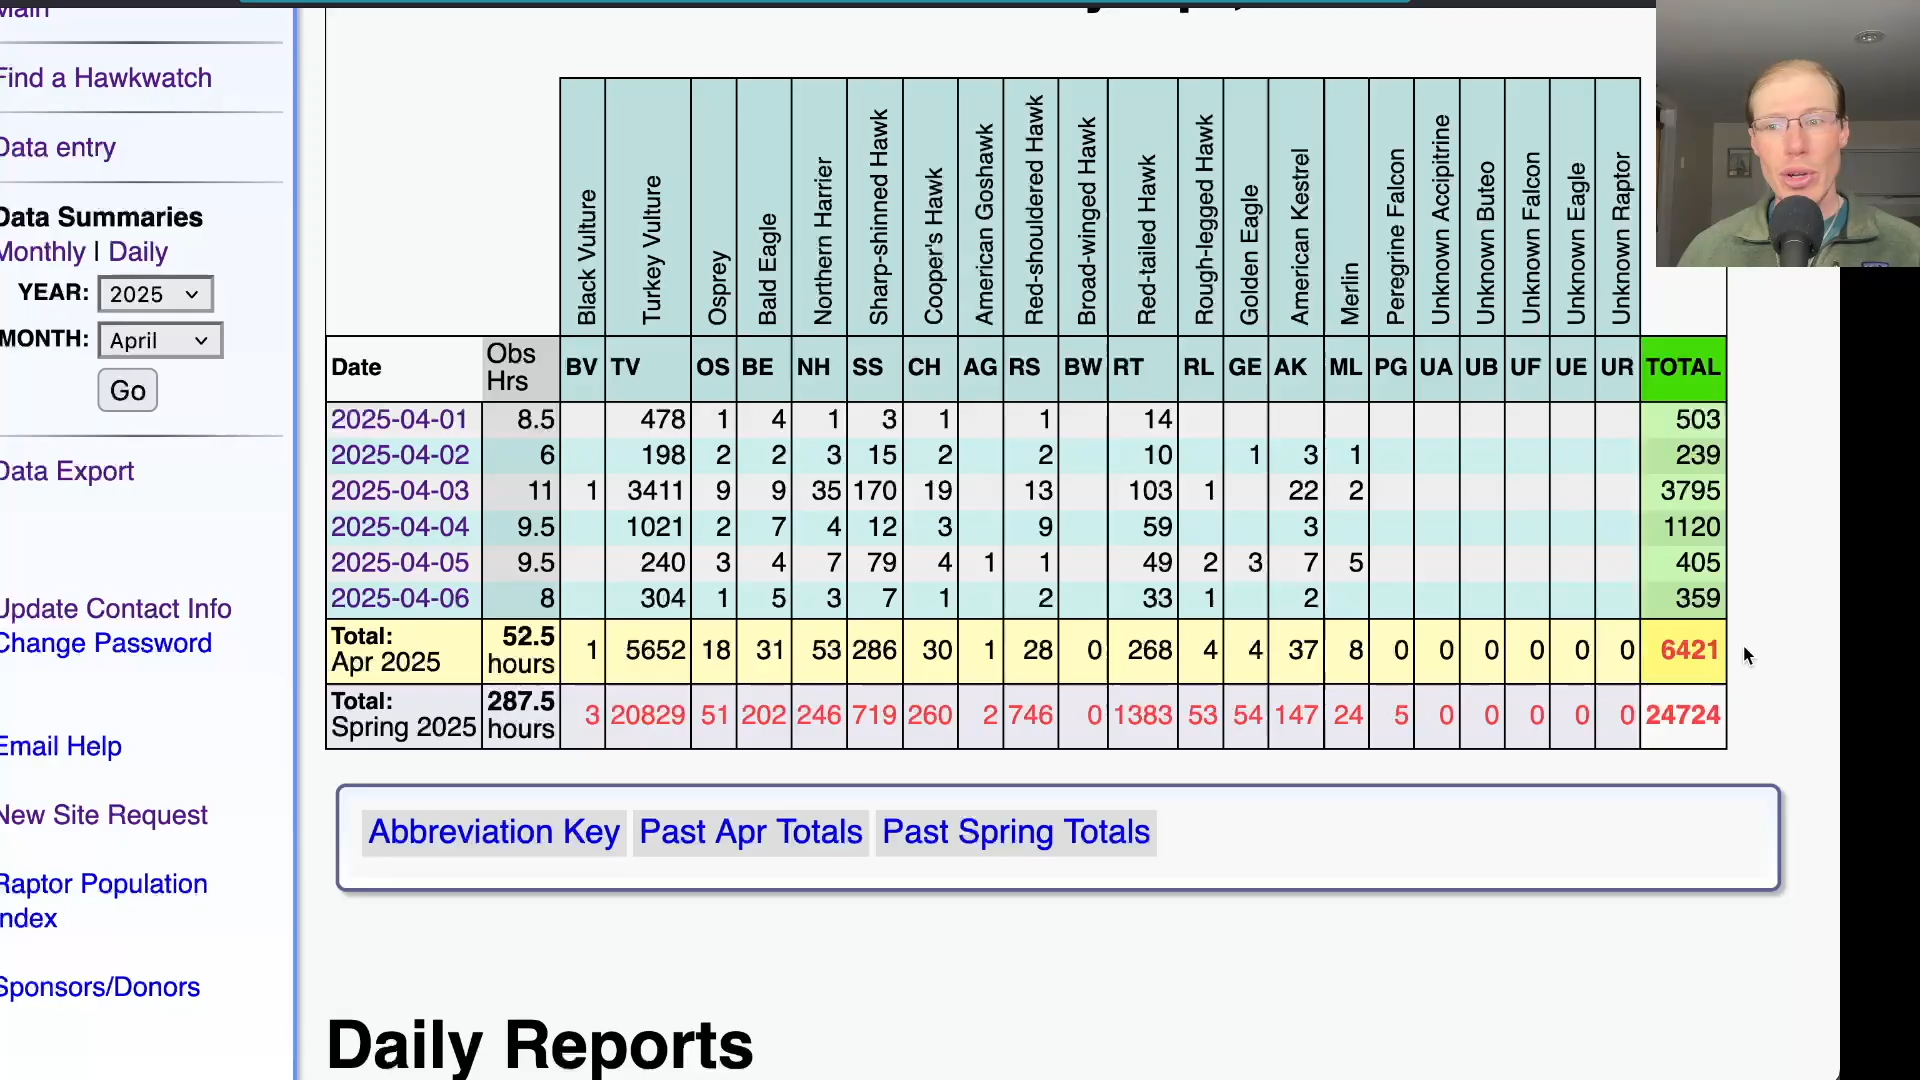 Main
Find a Hawkwatch
Data entry
Data Summaries
Monthly | Daily
YEAR: 2025
MONTH: April
Go
Data Export
Update Contact Info
Change Password
Email Help
New Site Request
Raptor Population
Index
Sponsors/Donors
Black Vulture Turkey Vulture Osprey Bald Eagle Northern Harrier Sharp-shinned Hawk Cooper's Hawk American Goshawk Red-shouldered Hawk Broad-winged Hawk Red-tailed Hawk Rough-legged Hawk Golden Eagle American Kestrel Merlin Peregrine Falcon Unknown Accipitrine Unknown Buteo Unknown Falcon Unknown Eagle Unknown Raptor
Date Obs Hrs BV TV OS BE NH SS CH AG RS BW RT RL GE AK ML PG UA UB UF UE UR TOTAL
2025-04-01 8.5 478 1 4 1 3 1 1 14 503
2025-04-02 6 198 2 2 3 15 2 2 10 1 3 1 239
2025-04-03 11 1 3411 9 9 35 170 19 13 103 1 22 2 3795
2025-04-04 9.5 1021 2 7 4 12 3 9 59 3 1120
2025-04-05 9.5 240 3 4 7 79 4 1 1 49 2 3 7 5 405
2025-04-06 8 304 1 5 3 7 1 2 33 1 2 359
Total: Apr 2025 52.5 hours 1 5652 18 31 53 286 30 1 28 0 268 4 4 37 8 0 0 0 0 0 0 6421
Total: Spring 2025 287.5 hours 3 20829 51 202 246 719 260 2 746 0 1383 53 54 147 24 5 0 0 0 0 0 24724
Abbreviation Key Past Apr Totals Past Spring Totals
Daily Reports